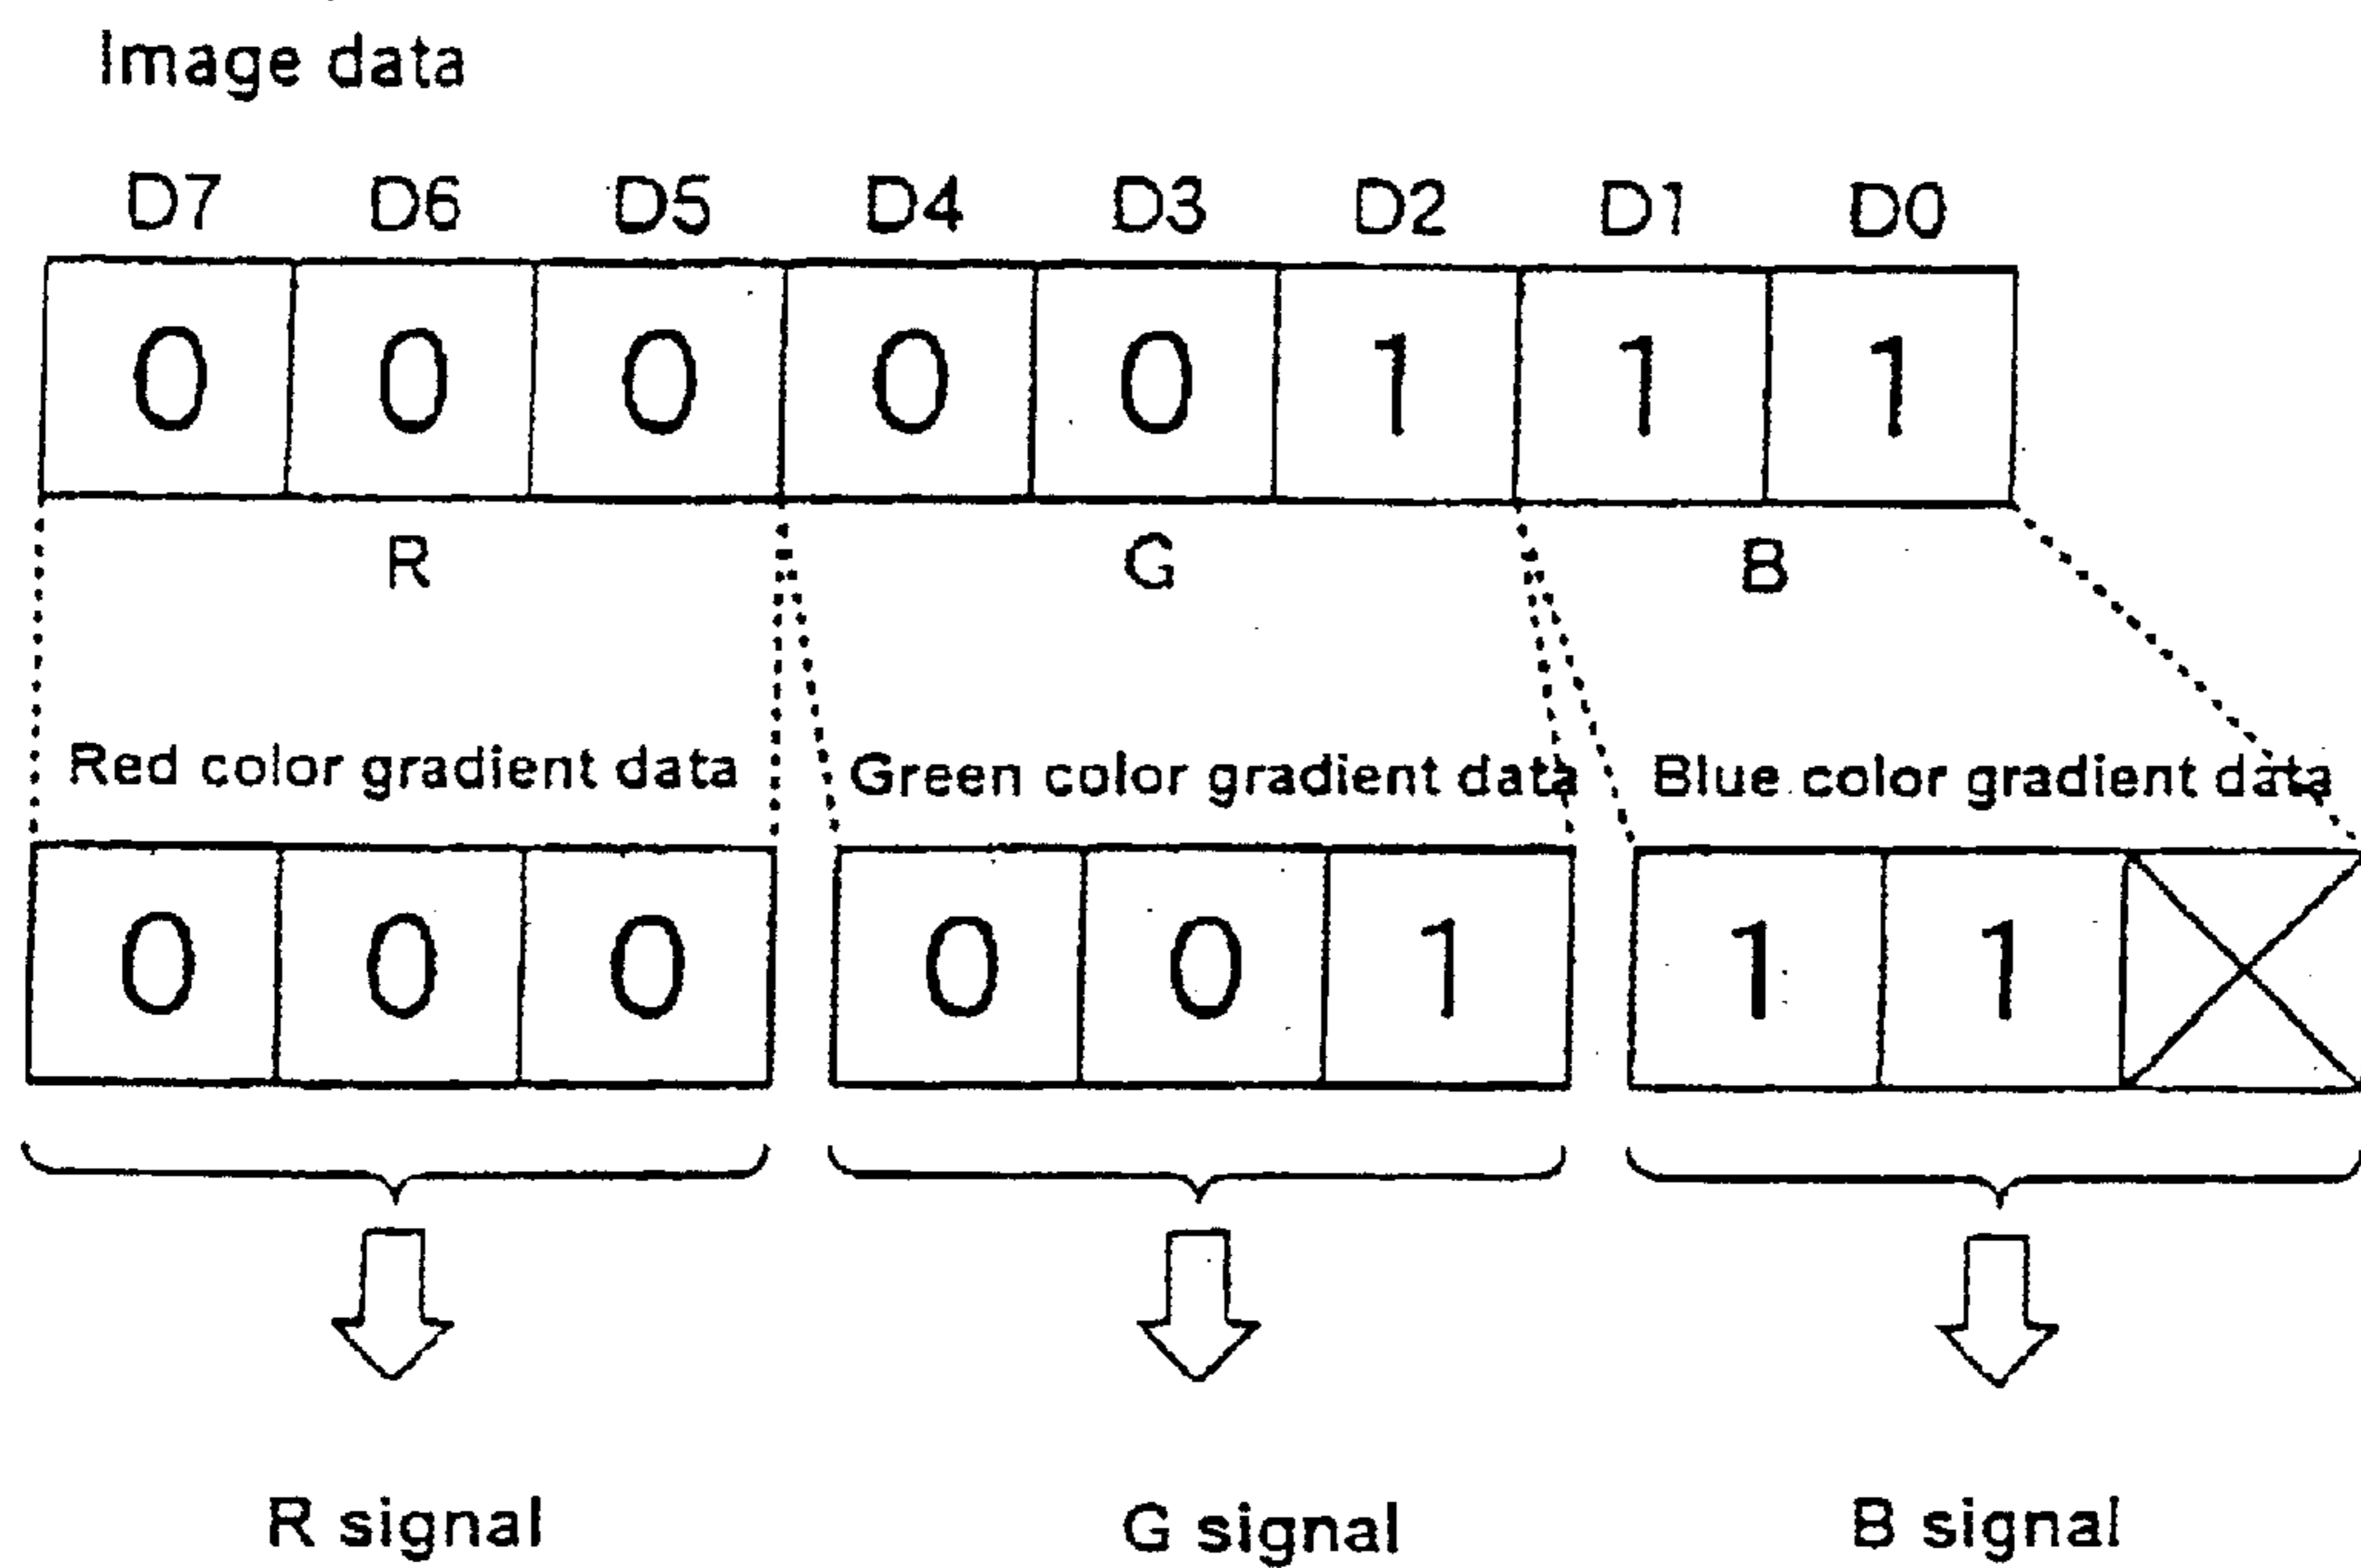 Image data
D7 D6 D5 D4 D3 D2 D1 D0
0 0 0 0 0 1 1 1
R G B
Red color gradient data Green color gradient data Blue color gradient data
0 0 0 0 0 1 1 1
R signal G signal B signal